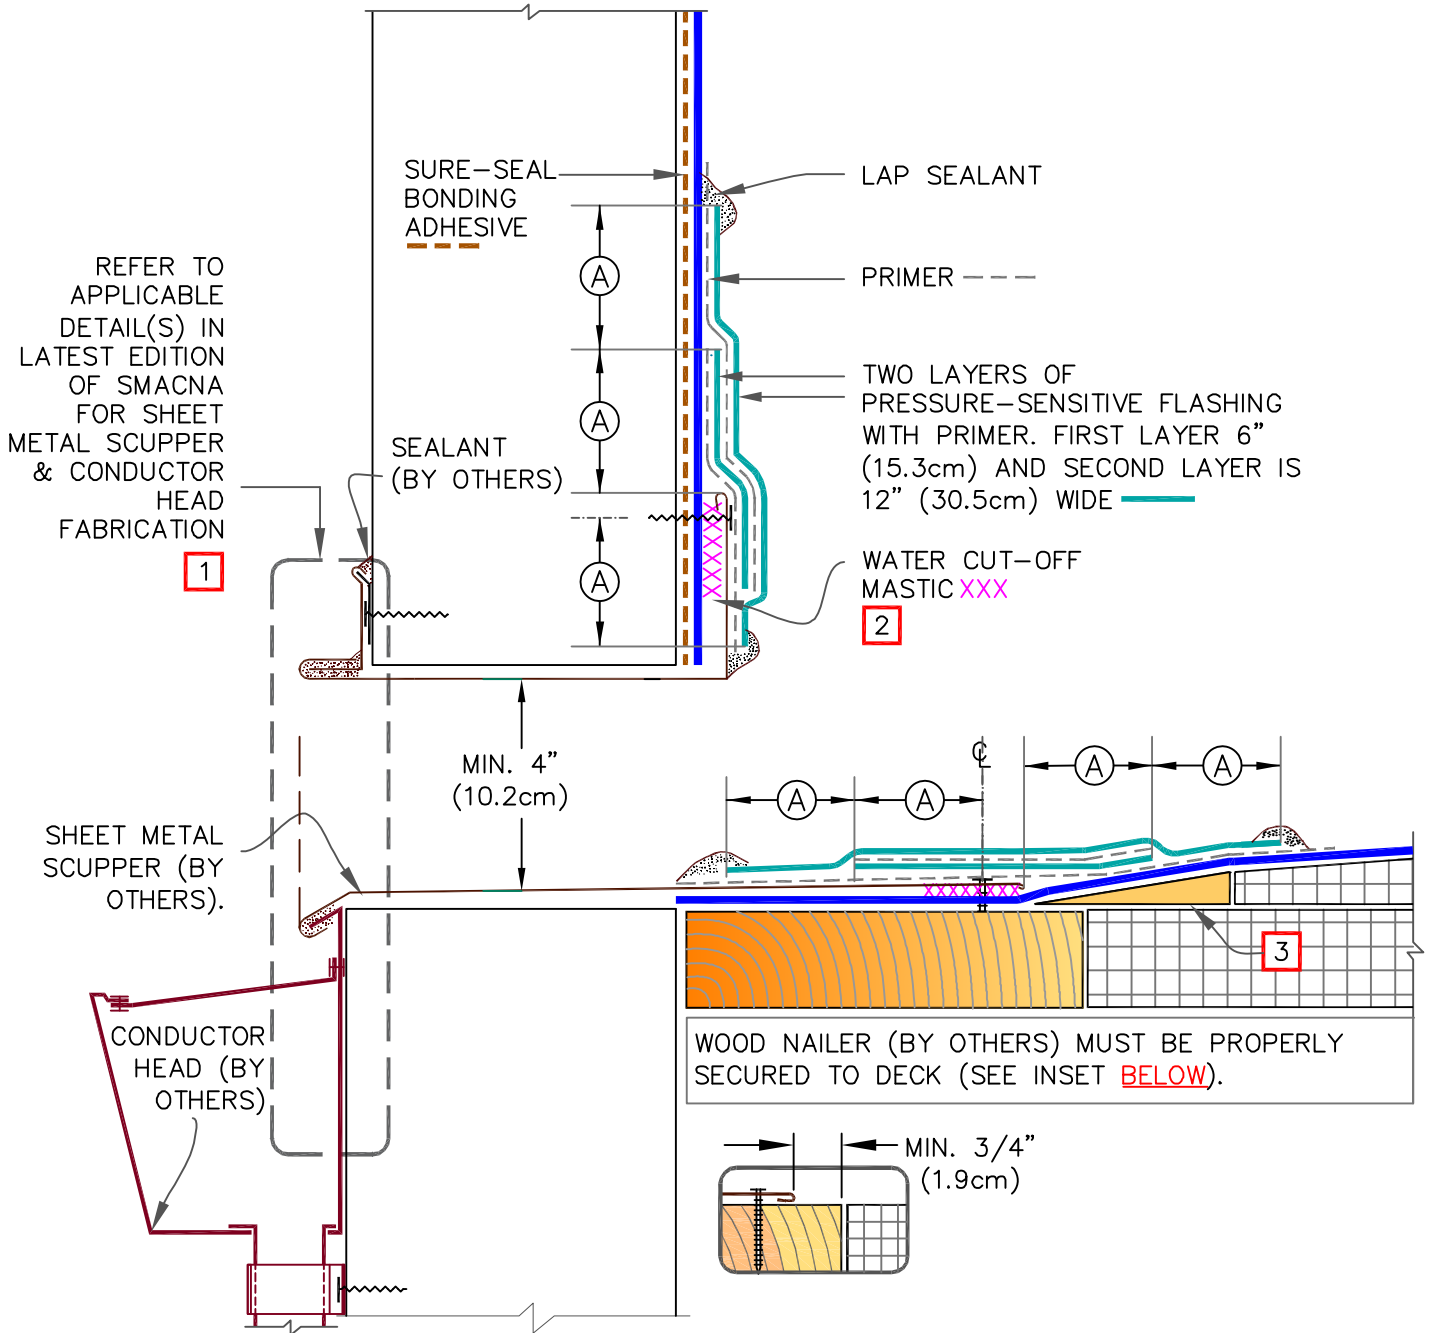 SURE-SEAL
BONDING
ADHESIVE
LAP SEALANT
PRIMER
REFER TO
APPLICABLE
DETAIL(S) IN
LATEST EDITION
OF SMACNA
FOR SHEET
METAL SCUPPER
& CONDUCTOR
HEAD
FABRICATION
1
SEALANT
(BY OTHERS)
A
A
A
TWO LAYERS OF
PRESSURE-SENSITIVE FLASHING
WITH PRIMER. FIRST LAYER 6"
(15.3cm) AND SECOND LAYER IS
12" (30.5cm) WIDE
WATER CUT-OFF
MASTIC XXX
2
MIN. 4"
(10.2cm)
℄
A
A
A
A
SHEET METAL
SCUPPER (BY
OTHERS).
3
CONDUCTOR
HEAD (BY
OTHERS)
WOOD NAILER (BY OTHERS) MUST BE PROPERLY
SECURED TO DECK (SEE INSET BELOW).
MIN. 3/4"
(1.9cm)